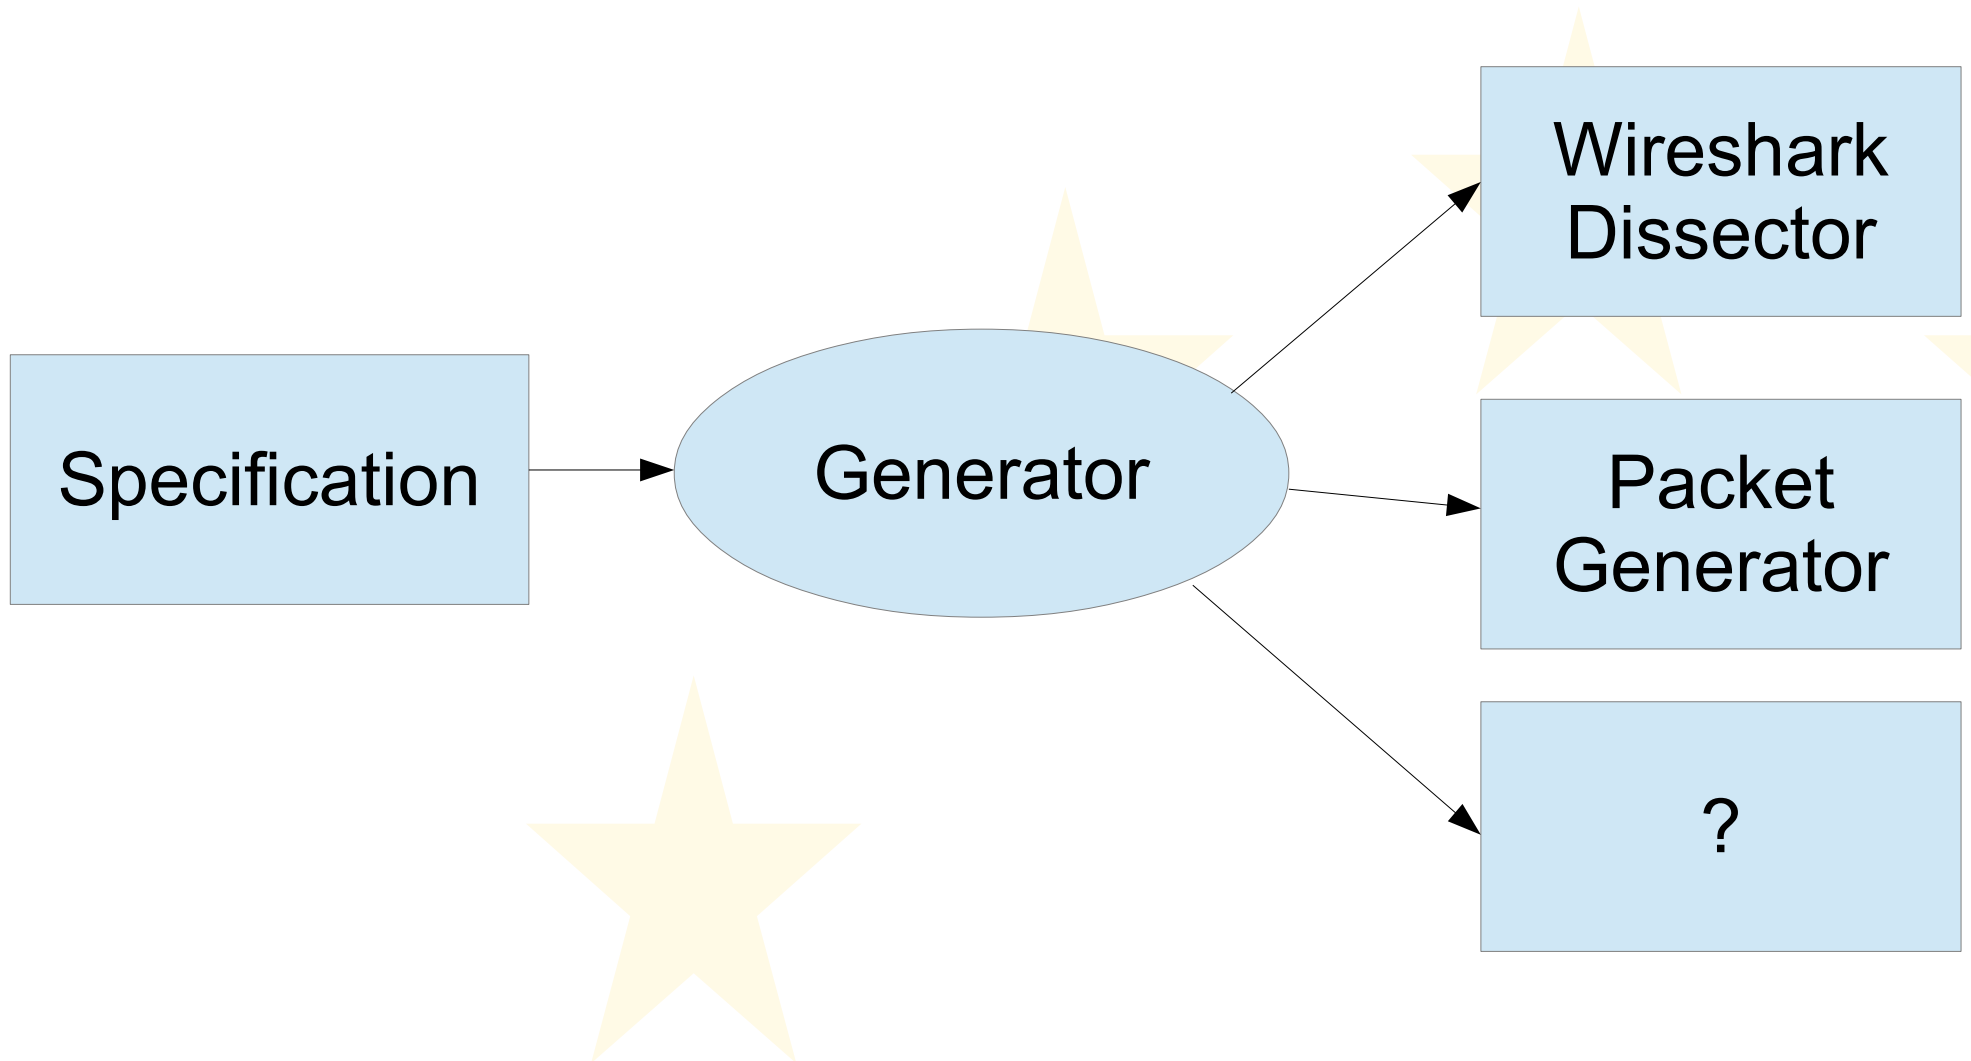 Specification
Generator
Wireshark
Dissector
Packet
Generator
?